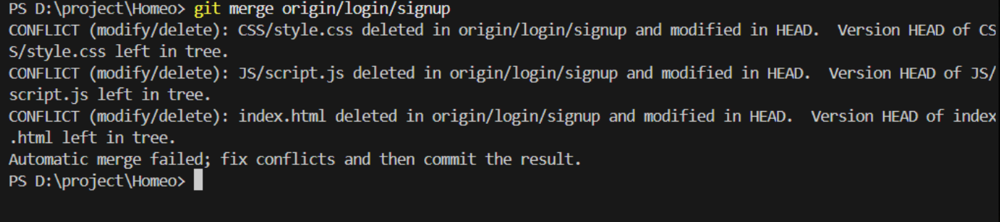 PS D:\project\Homeo> git merge origin/login/signup
CONFLICT (modify/delete): CSS/style.css deleted in origin/login/signup and modified in HEAD.  Version HEAD of CS
S/style.css left in tree.
CONFLICT (modify/delete): JS/script.js deleted in origin/login/signup and modified in HEAD.  Version HEAD of JS/
script.js left in tree.
CONFLICT (modify/delete): index.html deleted in origin/login/signup and modified in HEAD.  Version HEAD of index
.html left in tree.
Automatic merge failed; fix conflicts and then commit the result.
PS D:\project\Homeo>